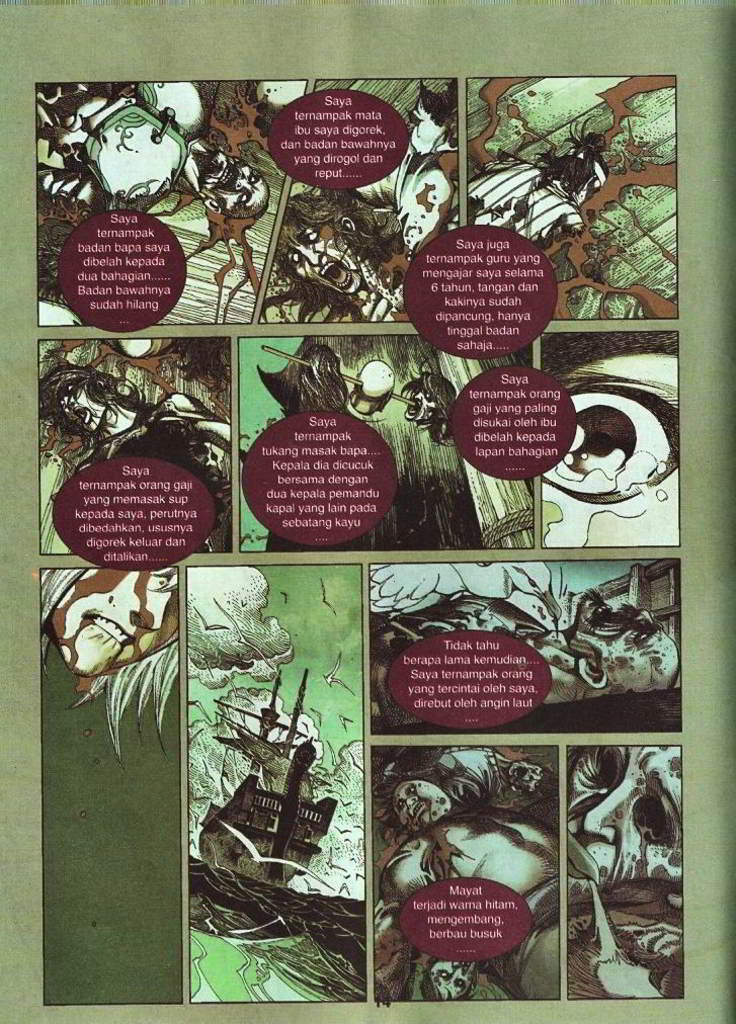 Saya
ternampak
badan bapa saya
dibelah kepada
dua bahagian......
Badan bawahnya
sudah hilang
...
Saya
ternampak mata
ibu saya digorek,
dan badan bawahnya
yang dirogol dan
reput......
Saya juga
ternampak guru yang
mengajar saya selama
6 tahun, tangan dan
kakinya sudah
dipancung, hanya
tinggal badan
sahaja.....
Saya
ternampak orang gaji
yang memasak sup
kepada saya, perutnya
dibedahkan, ususnya
digorek keluar dan
ditalikan......
Saya
ternampak
tukang masak bapa....
Kepala dia dicucuk
bersama dengan
dua kepala pemandu
kapal yang lain pada
sebatang kayu
....
Saya
ternampak orang
gaji yang paling
disukai oleh ibu
dibelah kepada
lapan bahagian
......
Tidak tahu
berapa lama kemudian....
Saya ternampak orang
yang tercintai oleh saya,
direbut oleh angin laut
....
Mayat
terjadi warna hitam,
mengembang,
berbau busuk
......